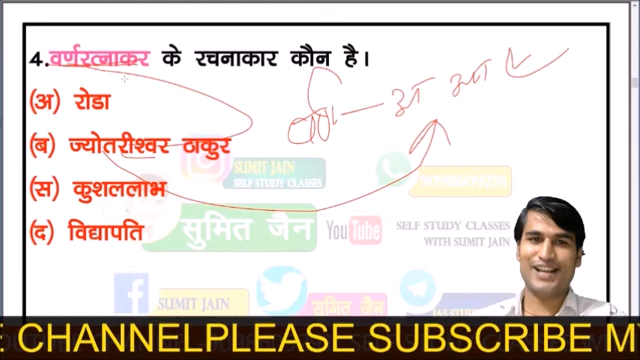 4.वर्णरत्नाकर के रचनाकार कौन है।
(अ) रोडा
(ब) ज्योतरीश्वर ठाकुर
(स) कुशललाभ
(द) विद्यापति
SUMIT JAIN
SELF STUDY CLASSES
सुमित जैन
YouTube
SELF STUDY CLASSES
WITH SUMIT JAIN
SUMIT JAIN
सुमित जैन
E CHANNELPLEASE SUBSCRIBE M